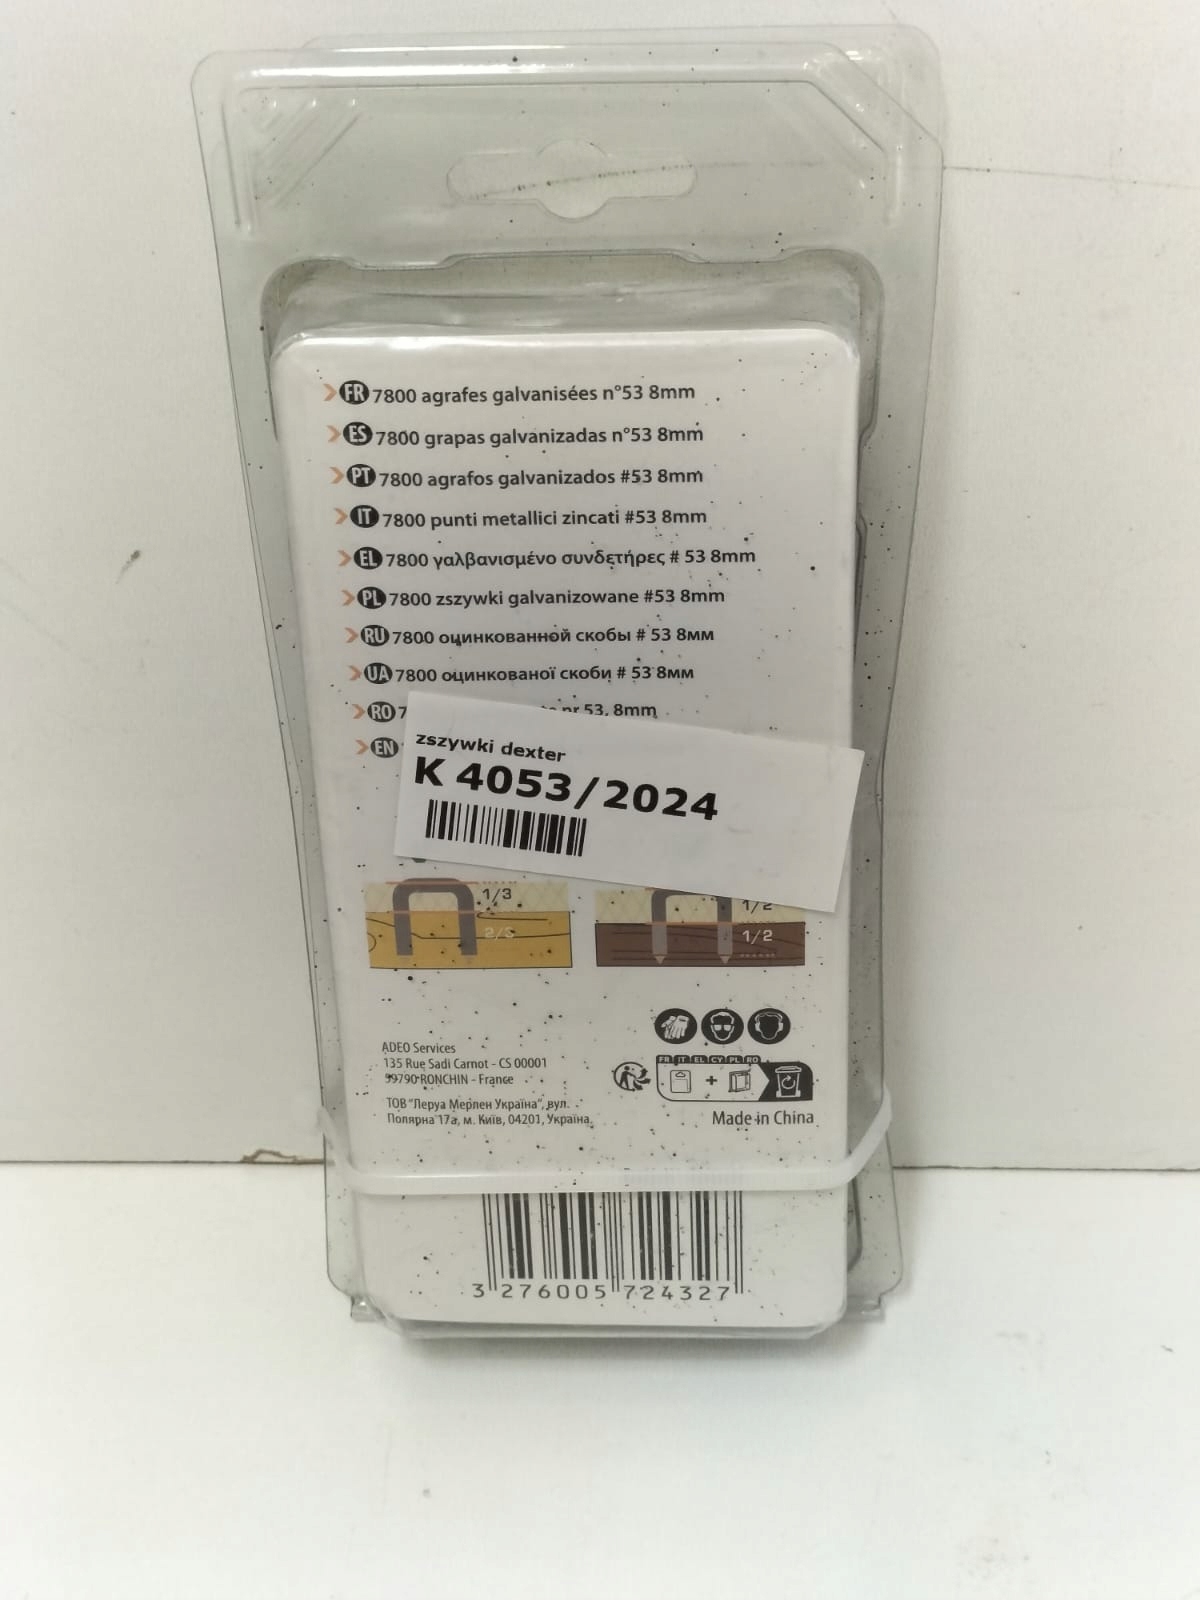 FR 7800 agrafes galvanisées n°53 8mm
ES 7800 grapas galvanizadas n°53 8mm
PT 7800 agrafos galvanizados #53 8mm
IT 7800 punti metallici zincati #53 8mm
EL 7800 γαλβανισμένο συνδετήρες # 53 8mm
PL 7800 zszywki galvanizowane #53 8mm
RU 7800 оцинкованной скобы # 53 8мм
UA 7800 оцинкованої скоби # 53 8мм
RO 7 nr 53, 8mm
EN
zszywki dexter
K 4053/2024
1/3
2/3
1/2
1/2
ADEO Services
135 Rue Sadi Carnot - CS 00001
59790 RONCHIN - France
ТОВ "Леруа Мерлен Україна", вул.
Полярна 17а, м. Київ, 04201, Україна
FR IT EL CY PL RO
+
Made in China
3 276005 724327